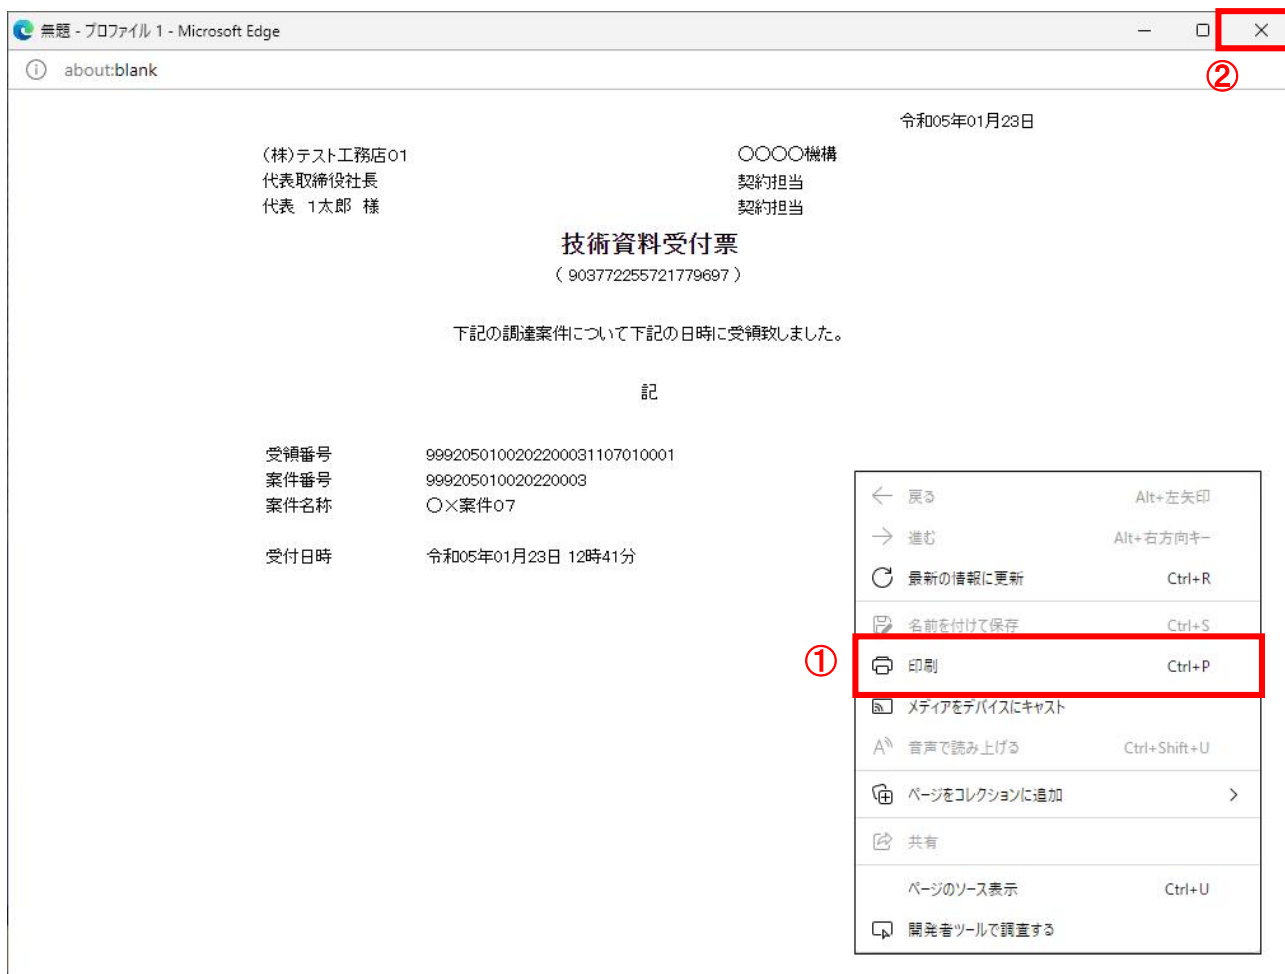 無題 - プロファイル 1 - Microsoft Edge
②
about:blank
令和05年01月23日
(株)テスト工務店01
〇〇〇〇機構
代表取締役社長
契約担当
代表 1太郎 様
契約担当
技術資料受付票
( 903772255721779697 )
下記の調達案件について下記の日時に受領致しました。
記
受領番号 9992050100202200031107010001
案件番号 999205010020220003
案件名称 〇×案件07
受付日時 令和05年01月23日 12時41分
戻る Alt+左矢印
進む Alt+右方向キー
最新の情報に更新 Ctrl+R
名前を付けて保存 Ctrl+S
① 印刷 Ctrl+P
メディアをデバイスにキャスト
音声で読み上げる Ctrl+Shift+U
ページをコレクションに追加
共有
ページのソース表示 Ctrl+U
開発者ツールで調査する